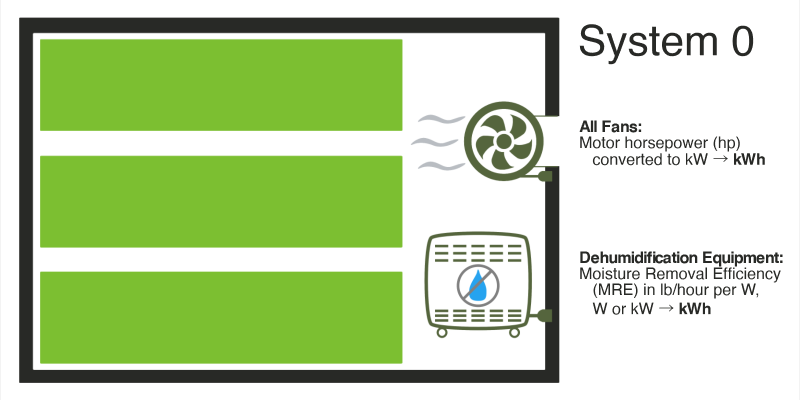 System 0
All Fans:
Motor horsepower (hp)
converted to kW → kWh
Dehumidification Equipment:
Moisture Removal Efficiency
(MRE) in lb/hour per W,
W or kW → kWh